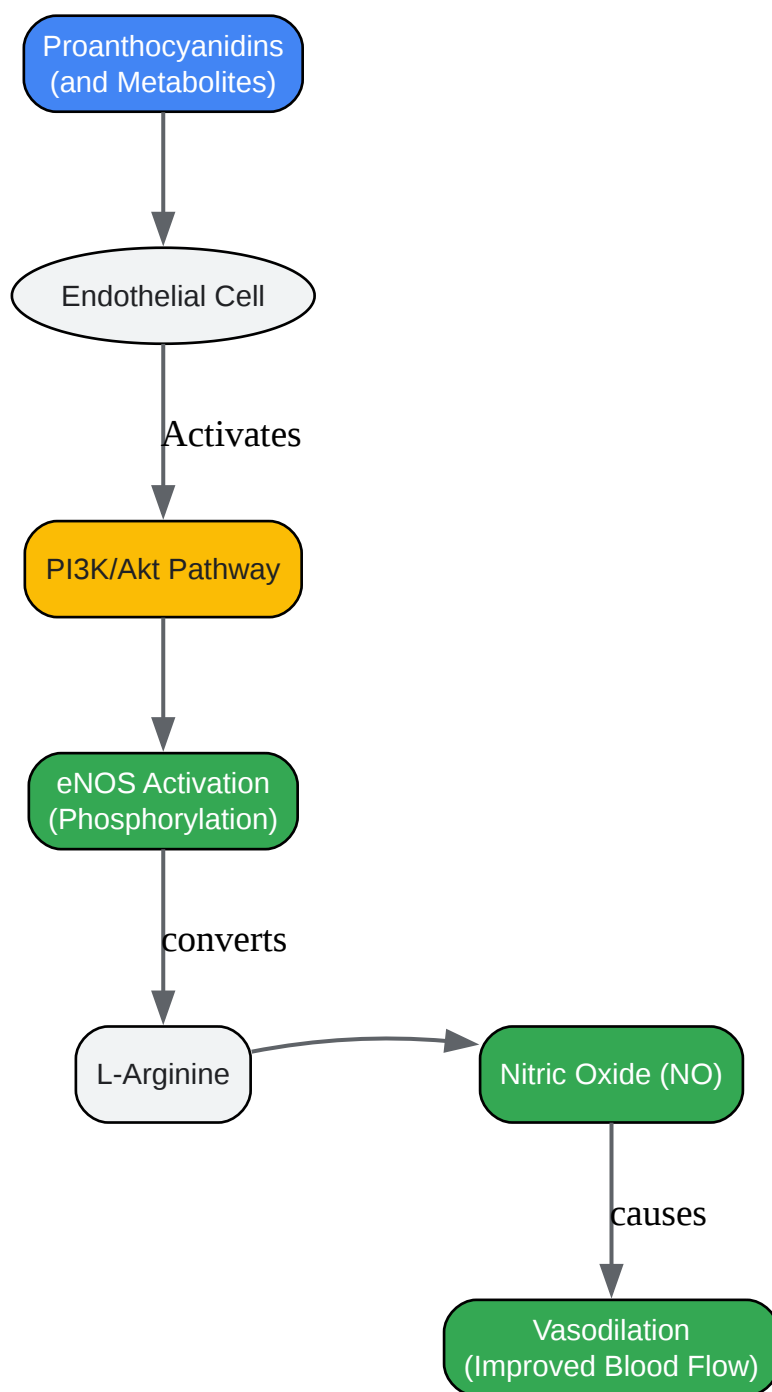 Proanthocyanidins
(and Metabolites)
Endothelial Cell
Activates
PI3K/Akt Pathway
eNOS Activation
(Phosphorylation)
converts
L-Arginine
Nitric Oxide (NO)
causes
Vasodilation
(Improved Blood Flow)